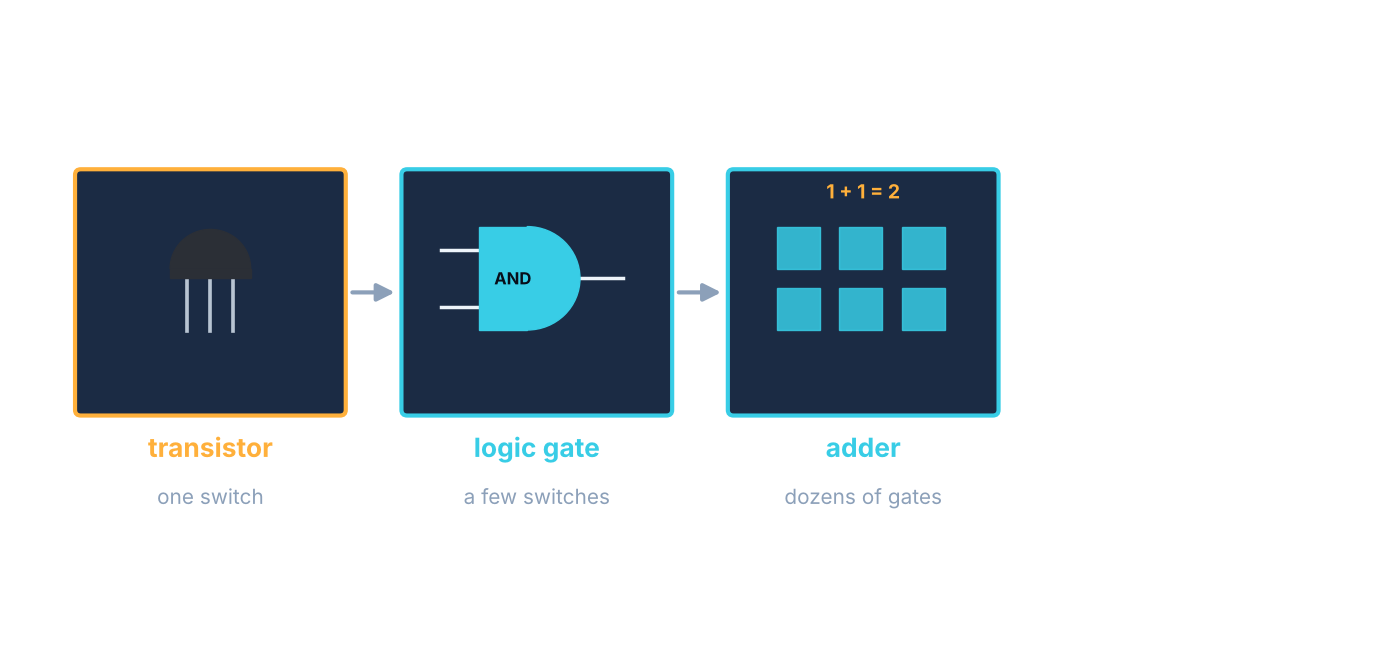 1 + 1 = 2
AND
transistor
logic gate
adder
one switch
a few switches
dozens of gates